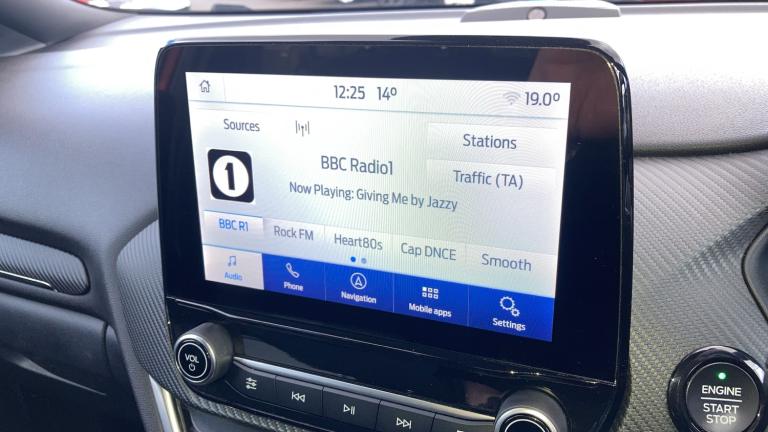 12:25 14º
19.0º
Sources
Stations
1
BBC Radio1
Traffic (TA)
Now Playing: Giving Me by Jazzy
BBC R1
Rock FM
Heart80s
Cap DNCE
Smooth
Audio
Phone
Navigation
Mobile apps
Settings
VOL
ENGINE
START
STOP